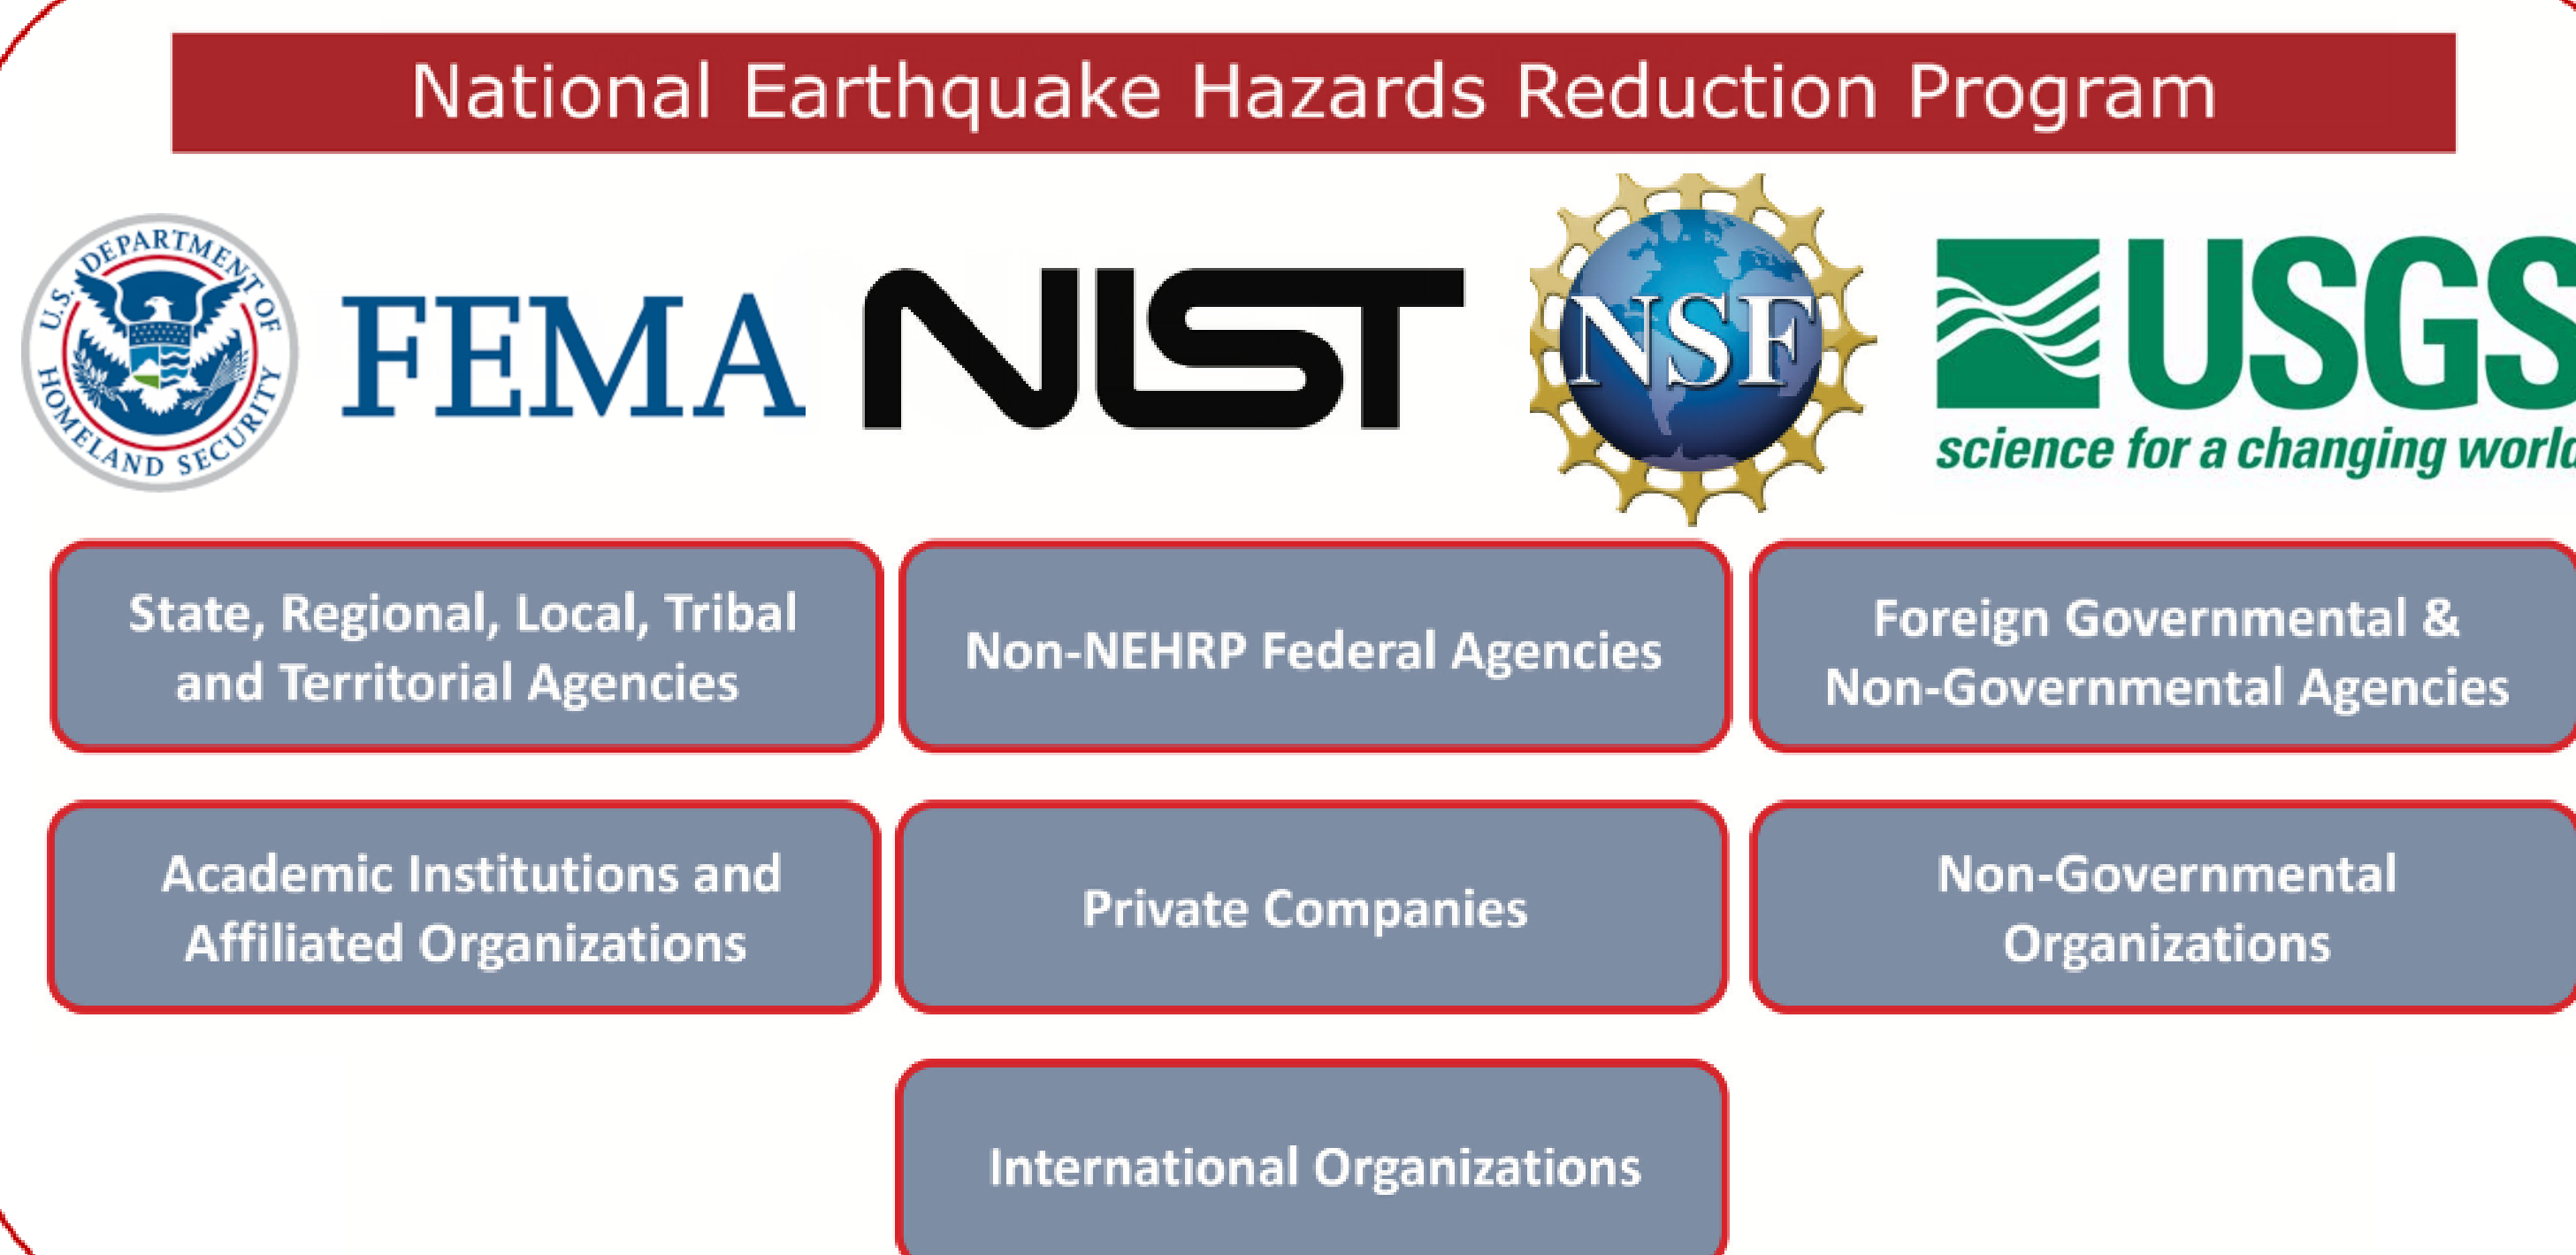 National Earthquake Hazards Reduction Program
U.S. DEPARTMENT OF
HOMELAND SECURITY
FEMA
NIST
NSF
USGS
science for a changing world
State, Regional, Local, Tribal
and Territorial Agencies
Non-NEHRP Federal Agencies
Foreign Governmental &
Non-Governmental Agencies
Academic Institutions and
Affiliated Organizations
Private Companies
Non-Governmental
Organizations
International Organizations